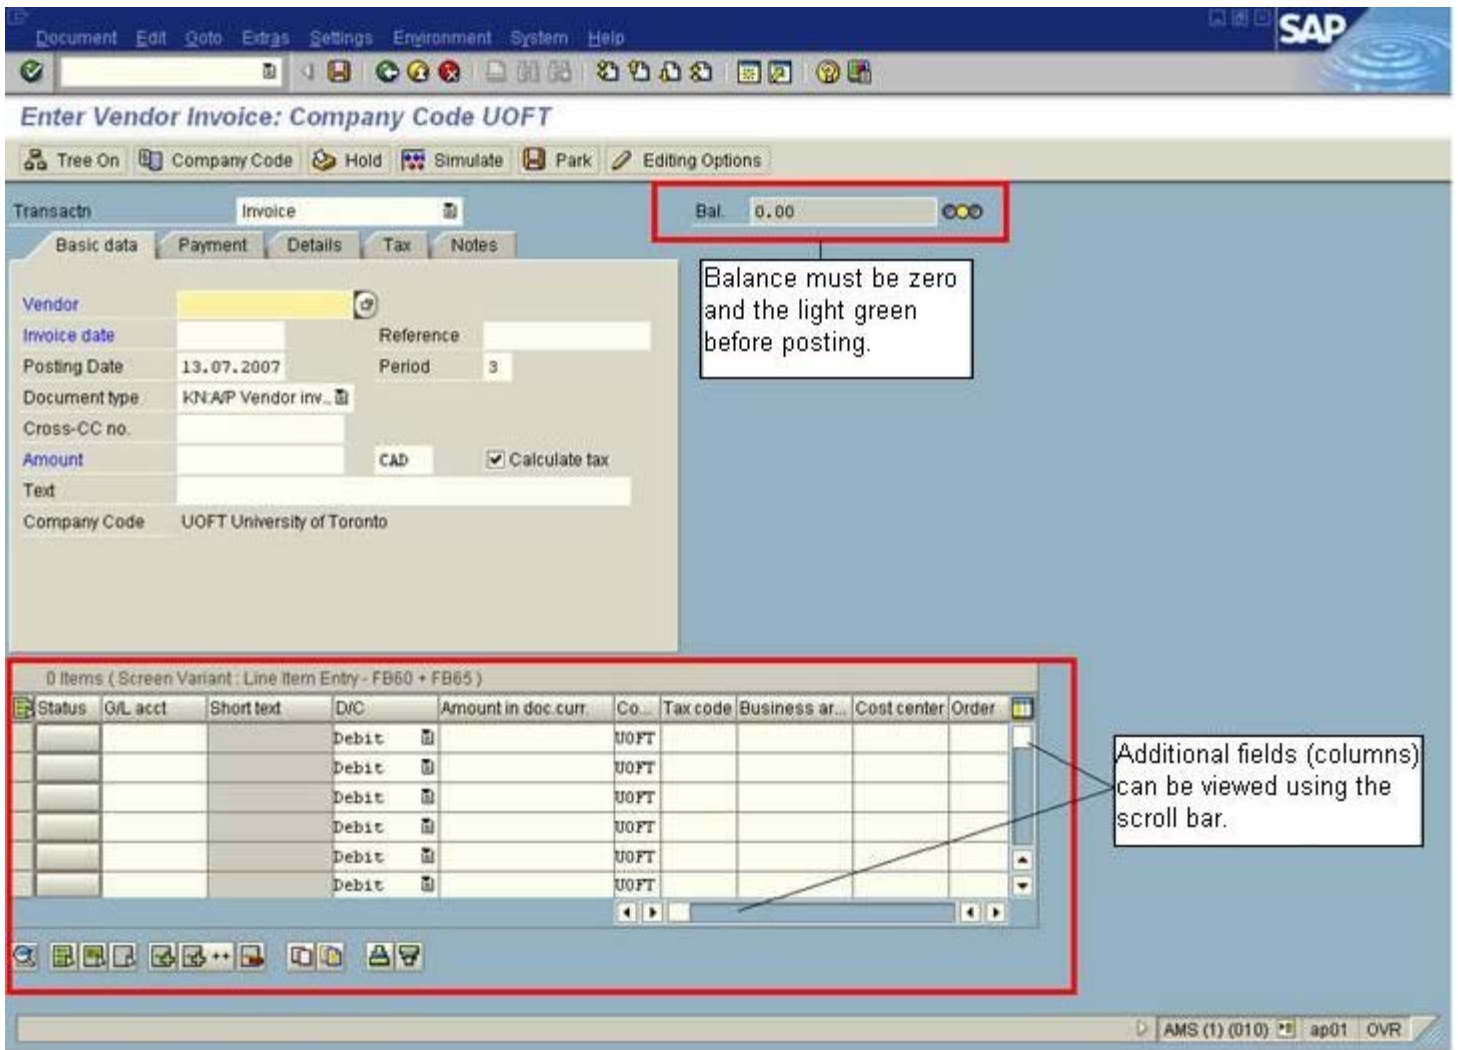 Document Edit Goto Extras Settings Environment System Help
SAP
Enter Vendor Invoice: Company Code UOFT
Tree On Company Code Hold Simulate Park Editing Options
Transactn Invoice Bal. 0.00
Basic data Payment Details Tax Notes
Balance must be zero
and the light green
before posting.
Vendor
Invoice date Reference
Posting Date 13.07.2007 Period 3
Document type KN:A/P Vendor inv..
Cross-CC no.
Amount CAD Calculate tax
Text
Company Code UOFT University of Toronto
0 Items ( Screen Variant : Line Item Entry - FB60 + FB65 )
Status G/L acct Short text D/C Amount in doc.curr. Co... Tax code Business ar... Cost center Order
Debit UOFT
Debit UOFT
Debit UOFT
Debit UOFT
Debit UOFT
Debit UOFT
Additional fields (columns)
can be viewed using the
scroll bar.
AMS (1) (010) ap01 OVR